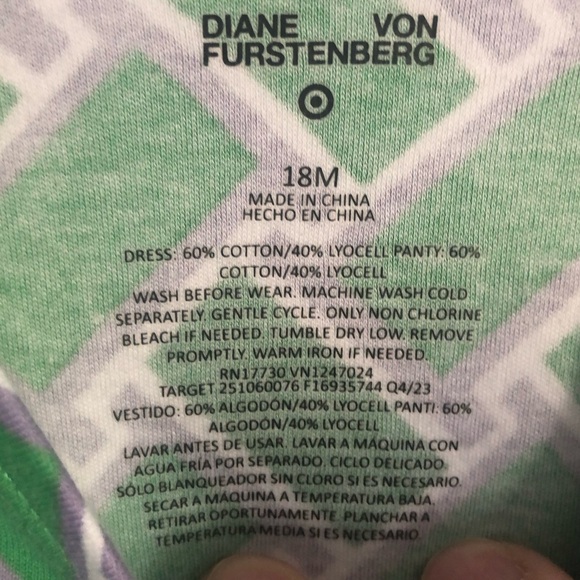 DIANE VON
FURSTENBERG
18M
MADE IN CHINA
HECHO EN CHINA
DRESS: 60% COTTON/40% LYOCELL PANTY: 60%
COTTON/40% LYOCELL
WASH BEFORE WEAR. MACHINE WASH COLD
SEPARATELY. GENTLE CYCLE. ONLY NON CHLORINE
BLEACH IF NEEDED. TUMBLE DRY LOW. REMOVE
PROMPTLY. WARM IRON IF NEEDED.
RN17730 VN1247024
TARGET 251060076 F16935744 Q4/23
VESTIDO: 60% ALGODÓN/40% LYOCELL PANTI: 60%
ALGODÓN/40% LYOCELL
LAVAR ANTES DE USAR. LAVAR A MÁQUINA CON
AGUA FRÍA POR SEPARADO. CICLO DELICADO.
SÓLO BLANQUEADOR SIN CLORO SI ES NECESARIO.
SECAR A MÁQUINA A TEMPERATURA BAJA.
RETIRAR OPORTUNAMENTE. PLANCHAR A
TEMPERATURA MEDIA SI ES NECESARIO.